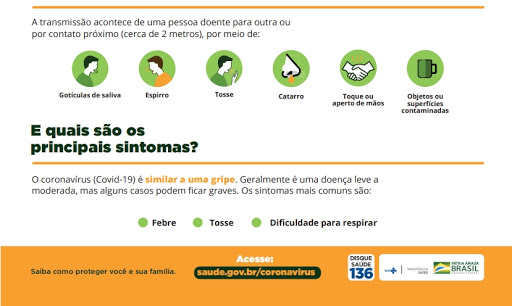 A transmissão acontece de uma pessoa doente para outra ou
por contato próximo (cerca de 2 metros), por meio de:
Gotículas de saliva
Espirro
Tosse
Catarro
Toque ou
aperto de mãos
Objetos ou
superfícies
contaminadas
E quais são os
principais sintomas?
O coronavírus (Covid-19) é similar a uma gripe. Geralmente é uma doença leve a
moderada, mas alguns casos podem ficar graves. Os sintomas mais comuns são:
Febre
Tosse
Dificuldade para respirar
Saiba como proteger você e sua família.
Acesse:
saude.gov.br/coronavirus
DISQUE
SAÚDE
136
SUS
MINISTÉRIO DA
SAÚDE
PÁTRIA AMADA
BRASIL